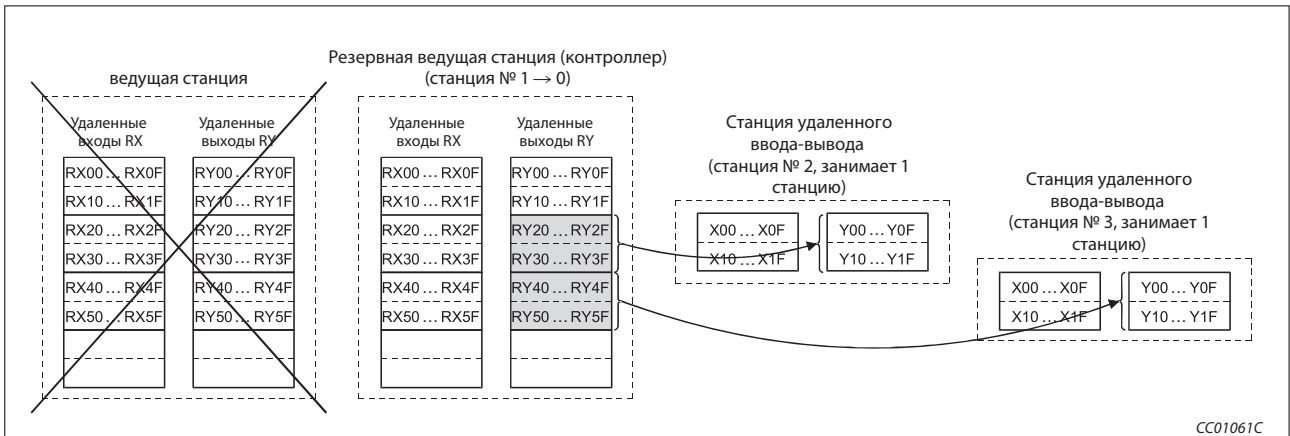 ведущая станция
Удаленные
входы RX
Удаленные
выходы RY
RX00 ... RX0F
RX10 ... RX1F
RX20 ... RX2F
RX30 ... RX3F
RX40 ... RX4F
RX50 ... RX5F
RY00 ... RY0F
RY10 ... RY1F
RY20 ... RY2F
RY30 ... RY3F
RY40 ... RY4F
RY50 ... RY5F
Резервная ведущая станция (контроллер)
(станция № 1 → 0)
Удаленные
входы RX
Удаленные
выходы RY
RX00 ... RX0F
RX10 ... RX1F
RX20 ... RX2F
RX30 ... RX3F
RX40 ... RX4F
RX50 ... RX5F
RY00 ... RY0F
RY10 ... RY1F
RY20 ... RY2F
RY30 ... RY3F
RY40 ... RY4F
RY50 ... RY5F
Станция удаленного
ввода-вывода
(станция № 2, занимает 1
станцию)
X00 ... X0F
X10 ... X1F
Y00 ... Y0F
Y10 ... Y1F
Станция удаленного
ввода-вывода
(станция № 3, занимает 1
станцию)
X00 ... X0F
X10 ... X1F
Y00 ... Y0F
Y10 ... Y1F
CC01061C